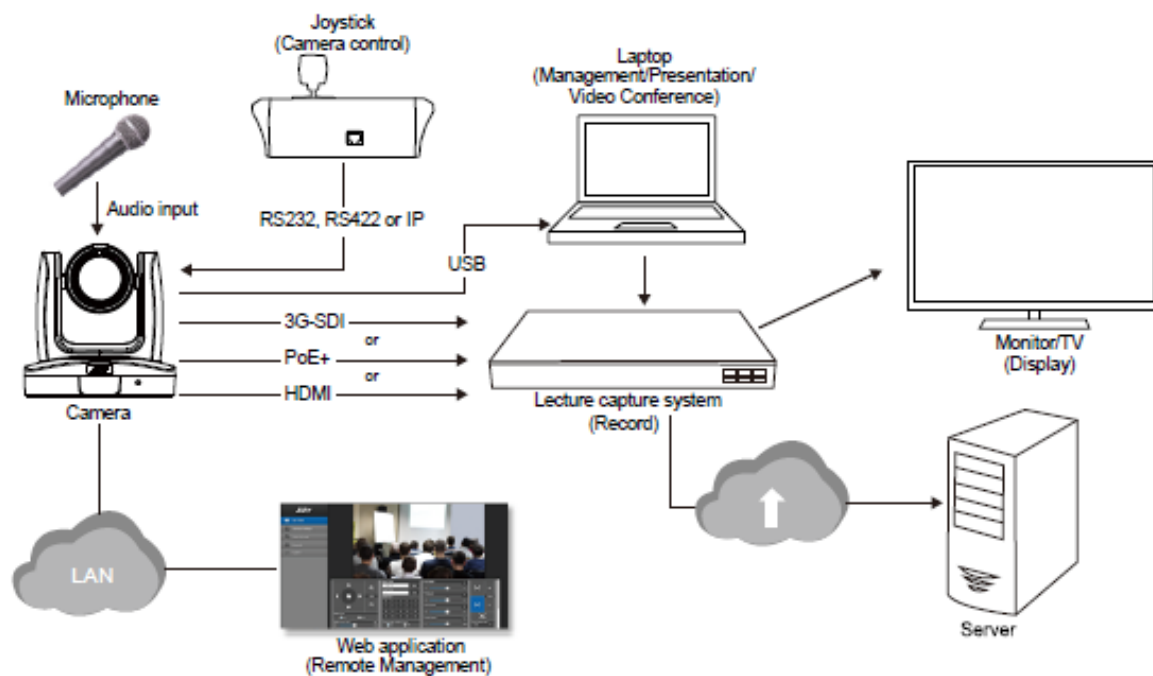 Joystick
(Camera control)
Laptop
(Management/Presentation/
Video Conference)
Microphone
Audio input
RS232, RS422 or IP
USB
3G-SDI
or
PoE+
or
HDMI
Monitor/TV
(Display)
Camera
Lecture capture system
(Record)
LAN
Server
Web application
(Remote Management)